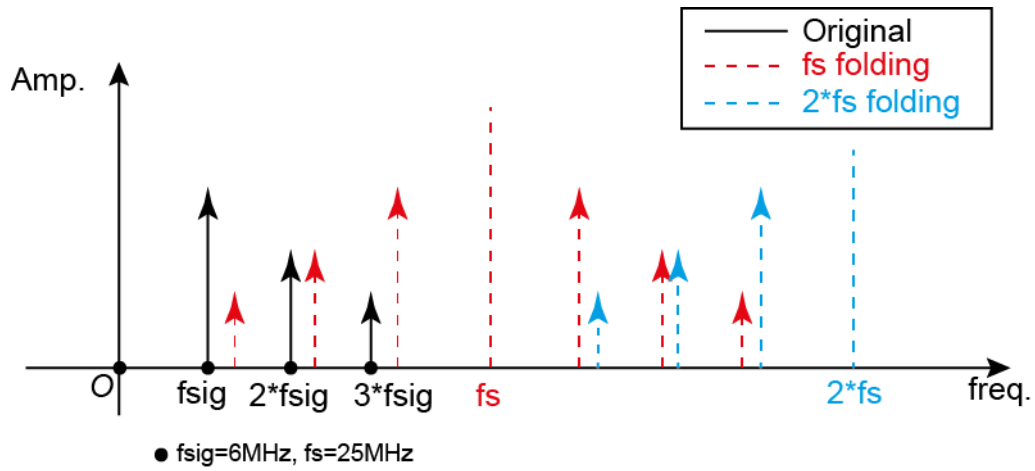 Original
fs folding
2*fs folding
Amp.
O
fsig
2*fsig
3*fsig
fs
2*fs
freq.
● fsig=6MHz, fs=25MHz